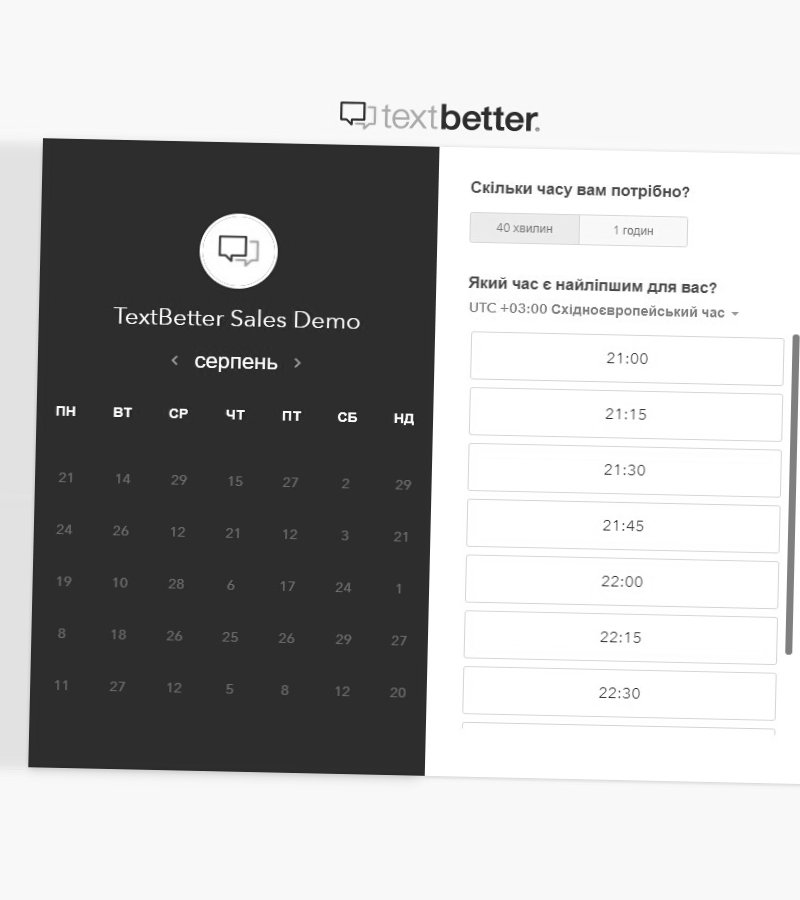 textbetter.
TextBetter Sales Demo
серпень
ПН ВТ СР ЧТ ПТ СБ НД
21 14 29 15 27 2 29
24 26 12 21 12 3 21
19 10 28 6 17 24 1
8 18 26 25 26 29 27
11 27 12 5 8 12 20
Скільки часу вам потрібно?
40 хвилин 1 годин
Який час є найліпшим для вас?
UTC +03:00 Східноєвропейський час
21:00
21:15
21:30
21:45
22:00
22:15
22:30